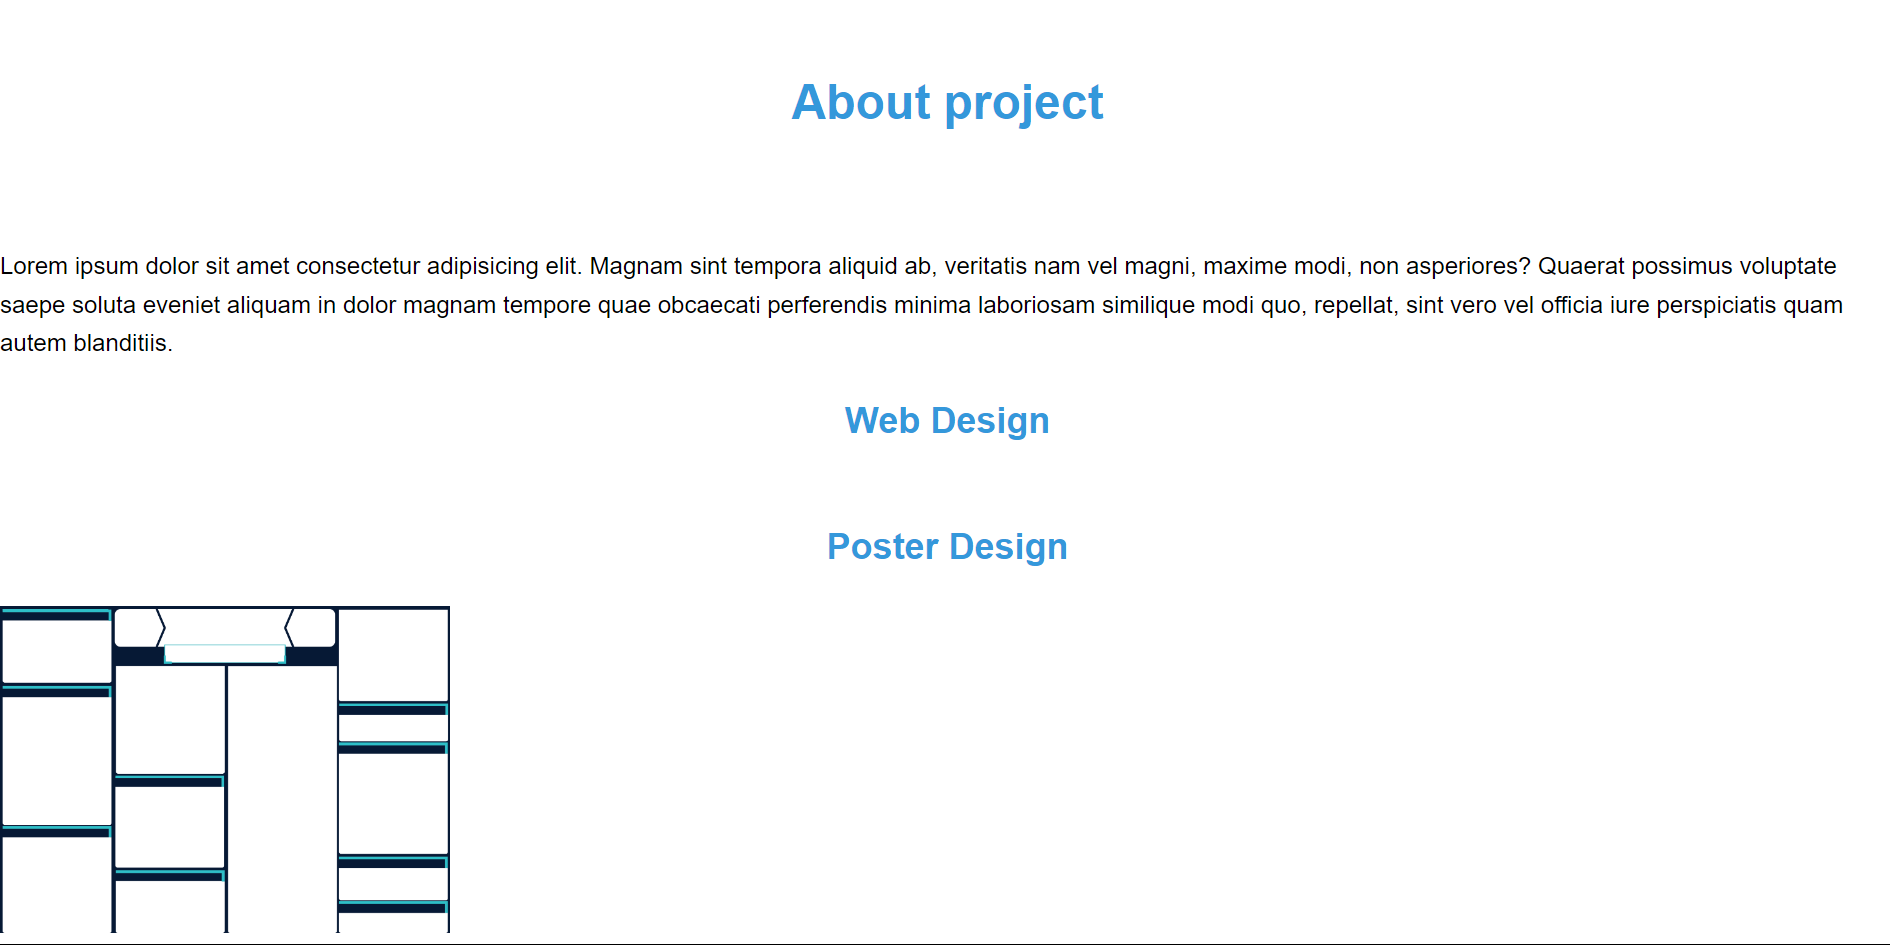 About project
Lorem ipsum dolor sit amet consectetur adipisicing elit. Magnam sint tempora aliquid ab, veritatis nam vel magni, maxime modi, non asperiores? Quaerat possimus voluptate
saepe soluta eveniet aliquam in dolor magnam tempore quae obcaecati perferendis minima laboriosam similique modi quo, repellat, sint vero vel officia iure perspiciatis quam
autem blanditiis.
Web Design
Poster Design